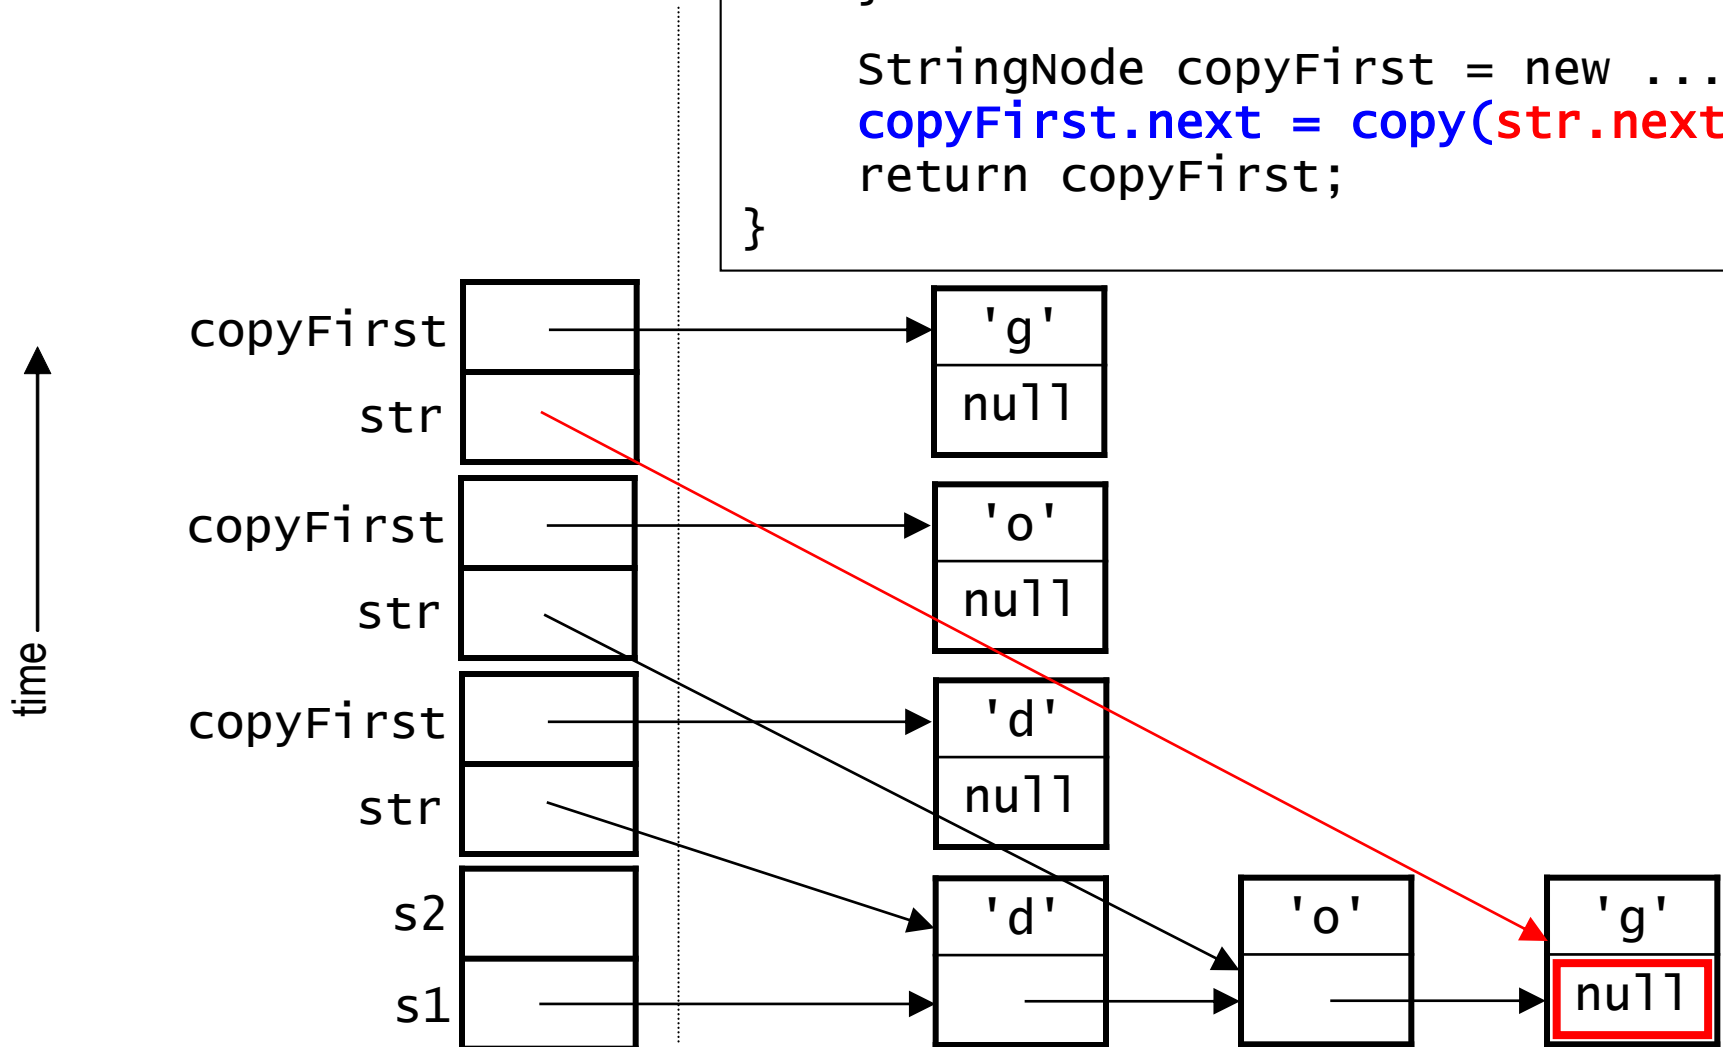 }
StringNode copyFirst = new ...
copyFirst.next = copy(str.next
return copyFirst;
}
copyFirst
'g'
str
null
copyFirst
'o'
str
null
time
copyFirst
'd'
str
null
s2
'd'
'o'
'g'
s1
null